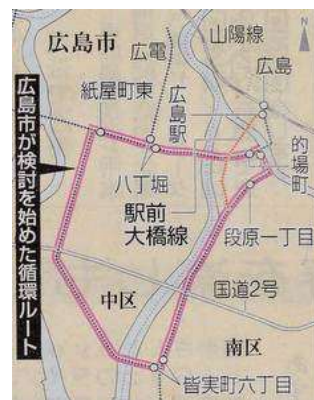 広島市
広電
山陽線
広島
紙屋町東
広島駅
的場町
八丁堀
駅前
大橋線
段原一丁目
広島市が検討を始めた循環ルート
国道2号
中区
南区
皆実町六丁目